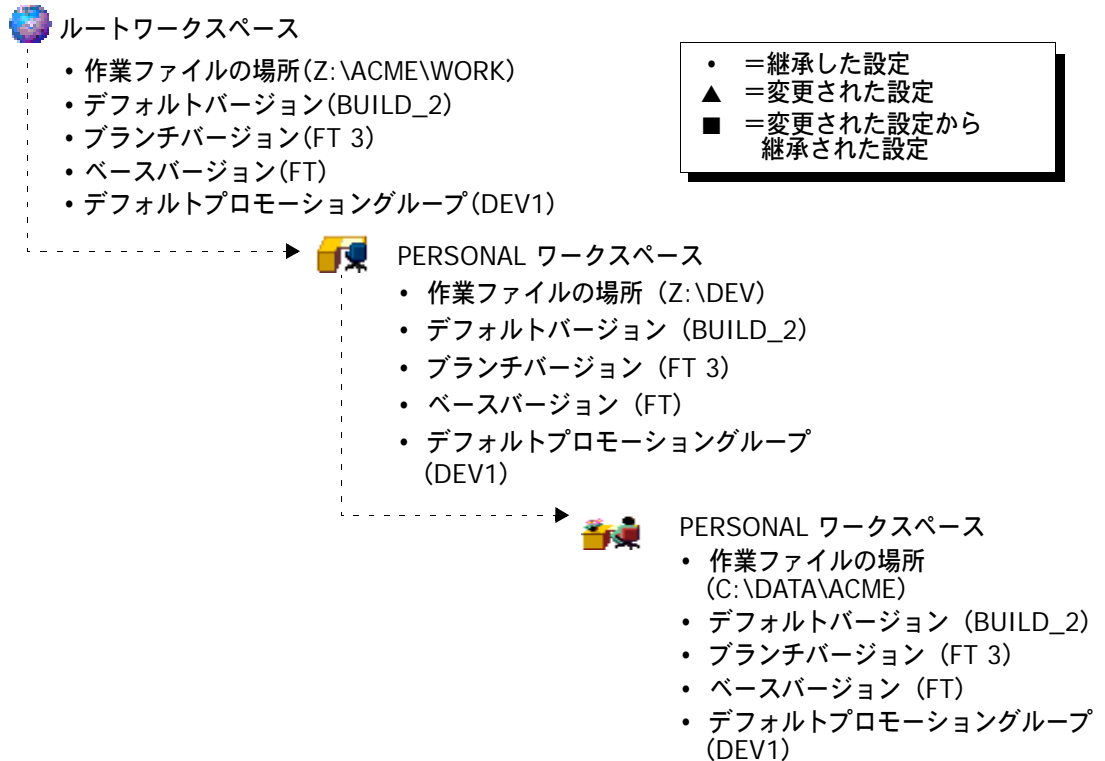 ルートワークスペース
• 作業ファイルの場所(Z:\ACME\WORK)
• デフォルトバージョン(BUILD_2)
• ブランチバージョン(FT 3)
• ベースバージョン(FT)
• デフォルトプロモーショングループ(DEV1)
• ＝継承した設定
▲ ＝変更された設定
■ ＝変更された設定から
継承された設定
PERSONAL ワークスペース
• 作業ファイルの場所（Z:\DEV）
• デフォルトバージョン（BUILD_2）
• ブランチバージョン（FT 3）
• ベースバージョン（FT）
• デフォルトプロモーショングループ
（DEV1）
PERSONAL ワークスペース
• 作業ファイルの場所
（C:\DATA\ACME）
• デフォルトバージョン（BUILD_2）
• ブランチバージョン（FT 3）
• ベースバージョン（FT）
• デフォルトプロモーショングループ
（DEV1）